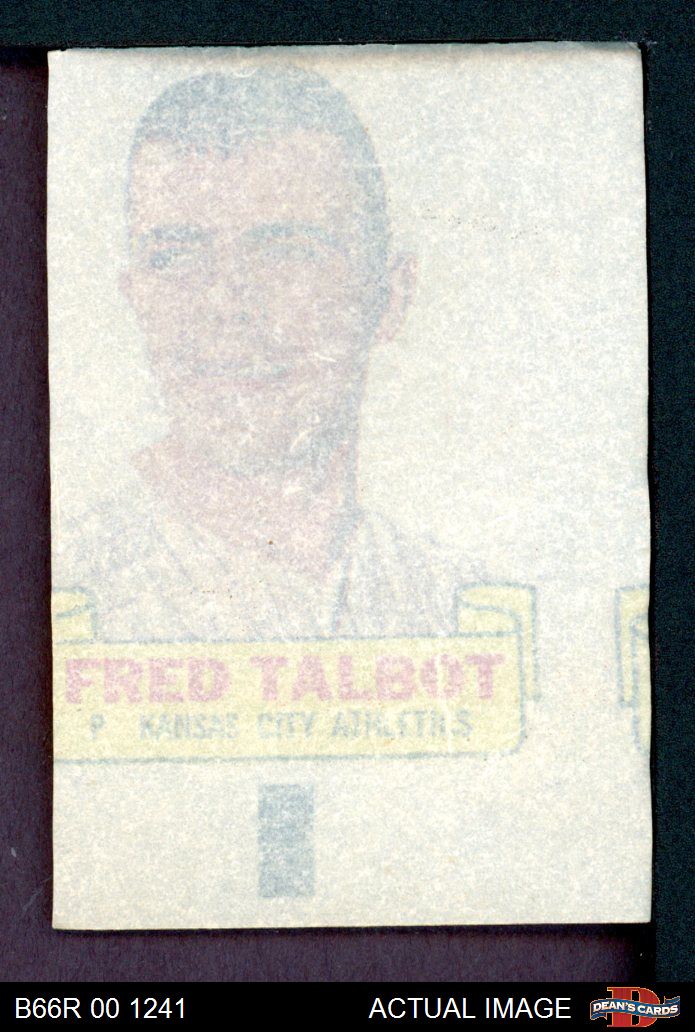 FRED TALBOT
P KANSAS CITY ATHLETICS
B66R 00 1241 ACTUAL IMAGE DEAN'S CARDS